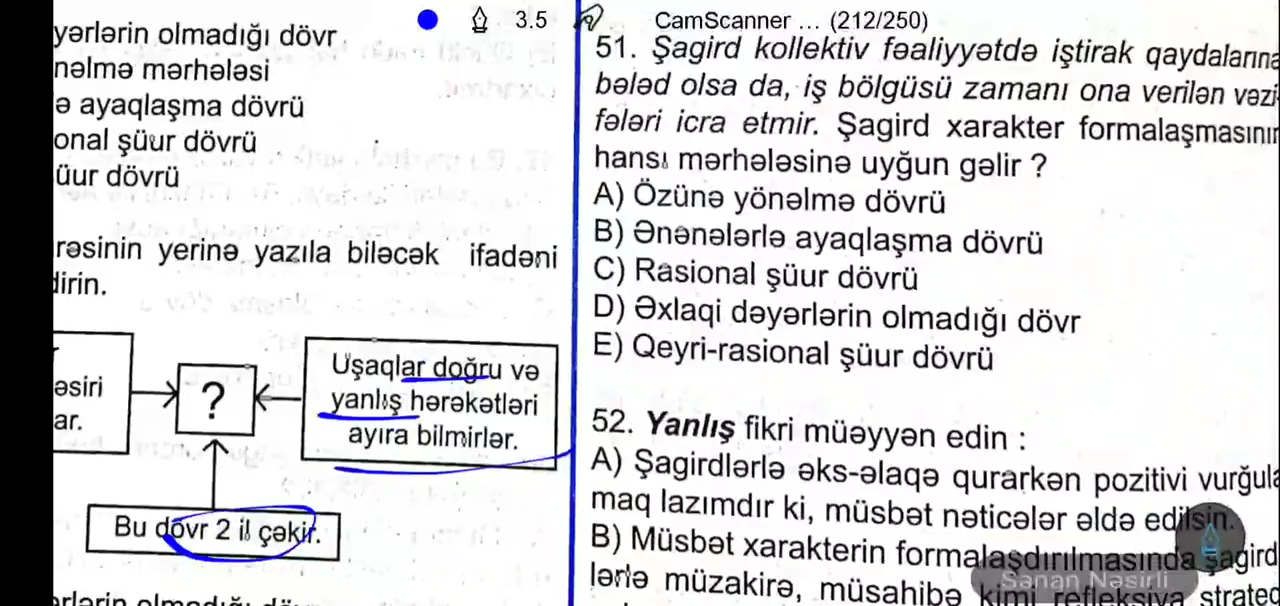 3.5
CamScanner ... (212/250)
yərlərin olmadığı dövr
nəlmə mərhələsi
ə ayaqlaşma dövrü
onal şüur dövrü
üur dövrü
rəsinin yerinə yazıla biləcək ifadəni
dirin.
əsiri
ar.
?
Uşaqlar doğru və
yanlış hərəkətləri
ayıra bilmirlər.
Bu dövr 2 il çəkir.
51. Şagird kollektiv fəaliyyətdə iştirak qaydalarına
bələd olsa da, iş bölgüsü zamanı ona verilən vəzi
fələri icra etmir. Şagird xarakter formalaşmasının
hansı mərhələsinə uyğun gəlir ?
A) Özünə yönəlmə dövrü
B) Ənənələrlə ayaqlaşma dövrü
C) Rasional şüur dövrü
D) Əxlaqi dəyərlərin olmadığı dövr
E) Qeyri-rasional şüur dövrü
52. Yanlış fikri müəyyən edin :
A) Şagirdlərlə əks-əlaqə qurarkən pozitivi vurğula
maq lazımdır ki, müsbət nəticələr əldə edilsin.
B) Müsbət xarakterin formalaşdırılmasında şagird
lərlə müzakirə, müsahibə kimi refleksiya strateg
Sənan Nəsirli